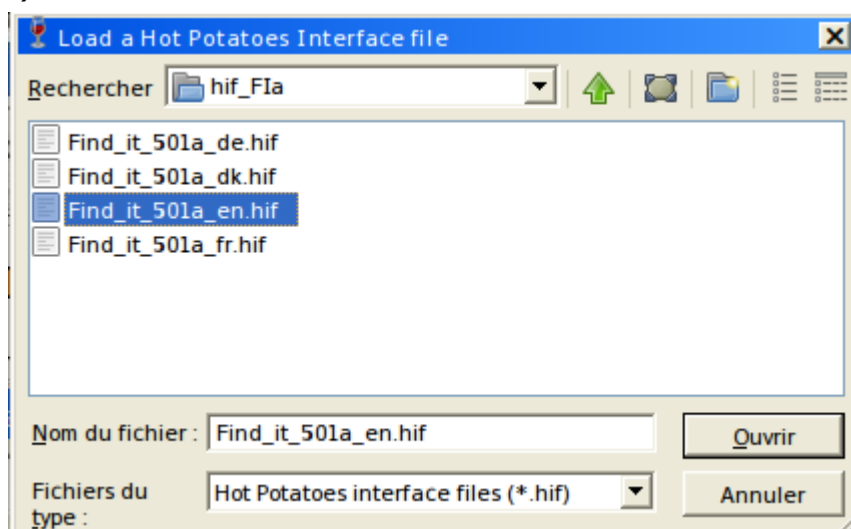 Load a Hot Potatoes Interface file
Rechercher hif_FIa
Find_it_501a_de.hif
Find_it_501a_dk.hif
Find_it_501a_en.hif
Find_it_501a_fr.hif
Nom du fichier : Find_it_501a_en.hif Ouvrir
Fichiers du type : Hot Potatoes interface files (*.hif) Annuler